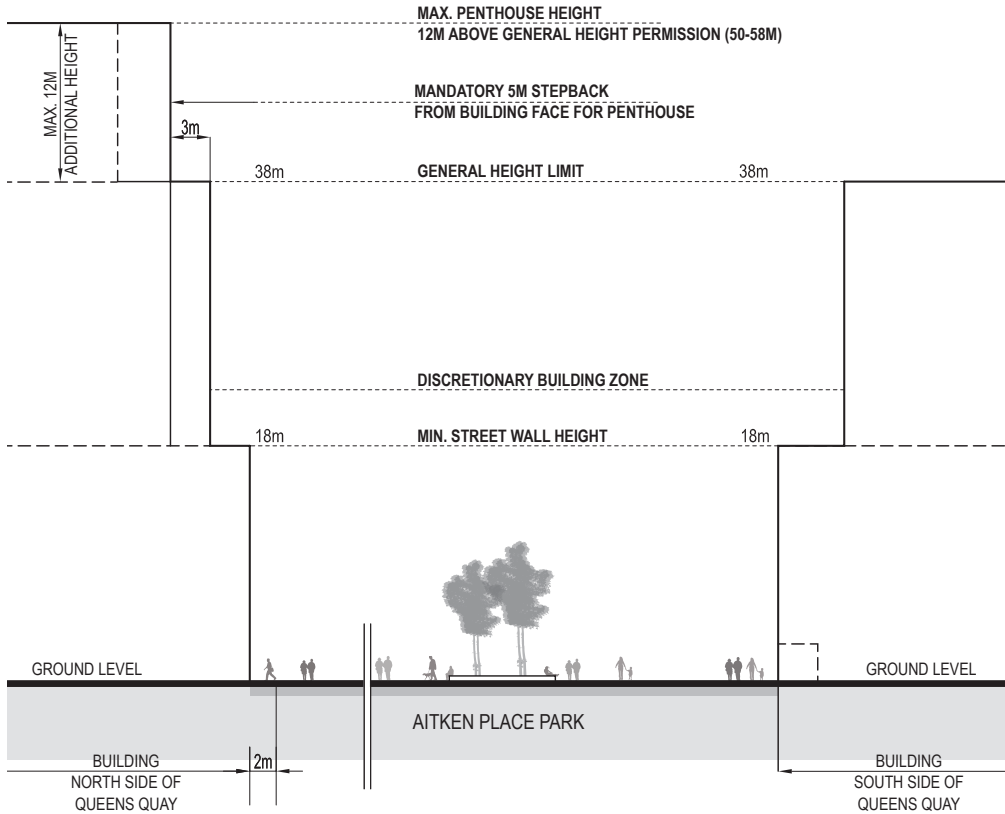 MAX. PENTHOUSE HEIGHT
12M ABOVE GENERAL HEIGHT PERMISSION (50-58M)
MAX. 12M
ADDITIONAL HEIGHT
MANDATORY 5M STEPBACK
FROM BUILDING FACE FOR PENTHOUSE
3m
38m
GENERAL HEIGHT LIMIT
38m
DISCRETIONARY BUILDING ZONE
18m
MIN. STREET WALL HEIGHT
18m
GROUND LEVEL
GROUND LEVEL
AITKEN PLACE PARK
BUILDING
NORTH SIDE OF
QUEENS QUAY
2m
BUILDING
SOUTH SIDE OF
QUEENS QUAY